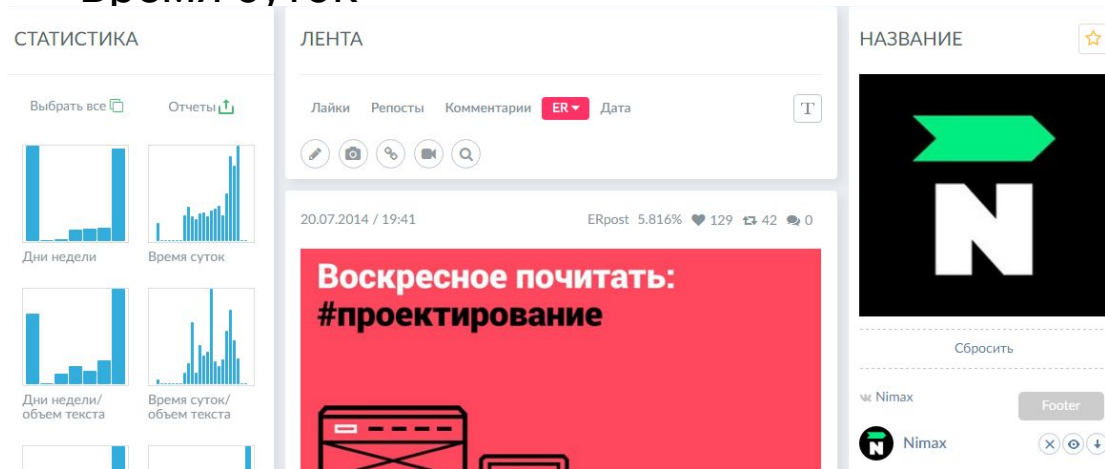 Время суток
СТАТИСТИКА
Выбрать все
Отчеты
Дни недели
Время суток
Дни недели/
объем текста
Время суток/
объем текста
ЛЕНТА
Лайки Репосты Комментарии ER Дата
T
20.07.2014 / 19:41
ERpost 5.816% 129 42 0
Воскресное почитать:
#проектирование
НАЗВАНИЕ
N
Сбросить
Nimax
Footer
Nimax